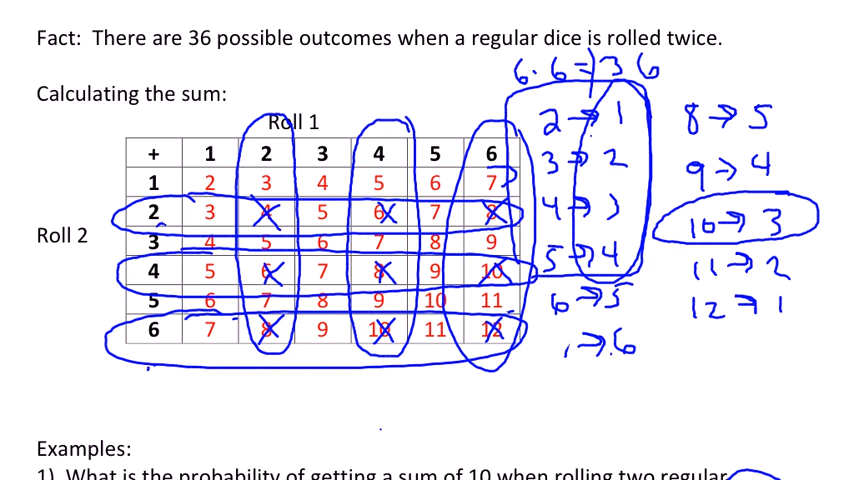 Fact: There are 36 possible outcomes when a regular dice is rolled twice.
6. 6 = 36
Calculating the sum:
Roll 1
+ 1 2 3 4 5 6
1 2 3 4 5 6 7
2 3 4 5 6 7 8
Roll 2
3 4 5 6 7 8 9
4 5 6 7 8 9 10
5 6 7 8 9 10 11
6 7 8 9 10 11 12
2 → 1
3 → 2
4 → 3
5 → 4
6 → 5
→ 6
8 → 5
9 → 4
10 → 3
11 → 2
12 → 1
Examples:
1) What is the probability of getting a sum of 10 when rolling two regular